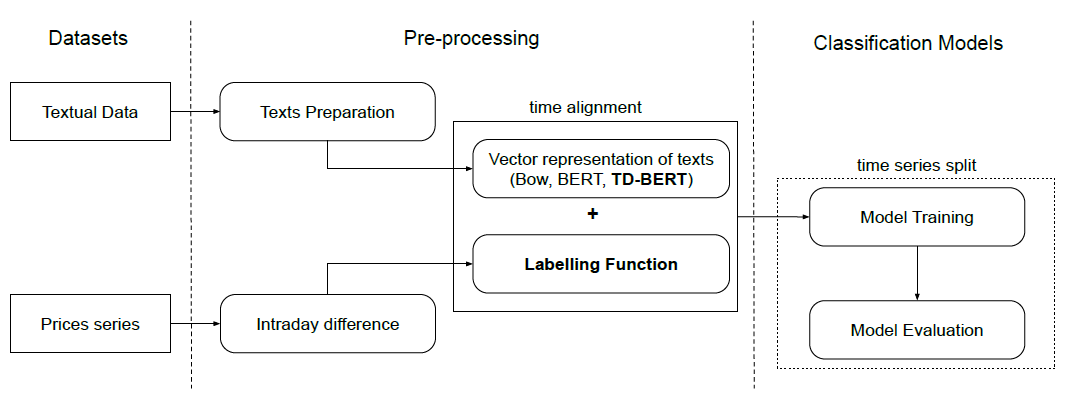 Datasets
Pre-processing
Classification Models
Textual Data
Texts Preparation
time alignment
Vector representation of texts
(Bow, BERT, TD-BERT)
+
Labelling Function
time series split
Model Training
Model Evaluation
Prices series
Intraday difference